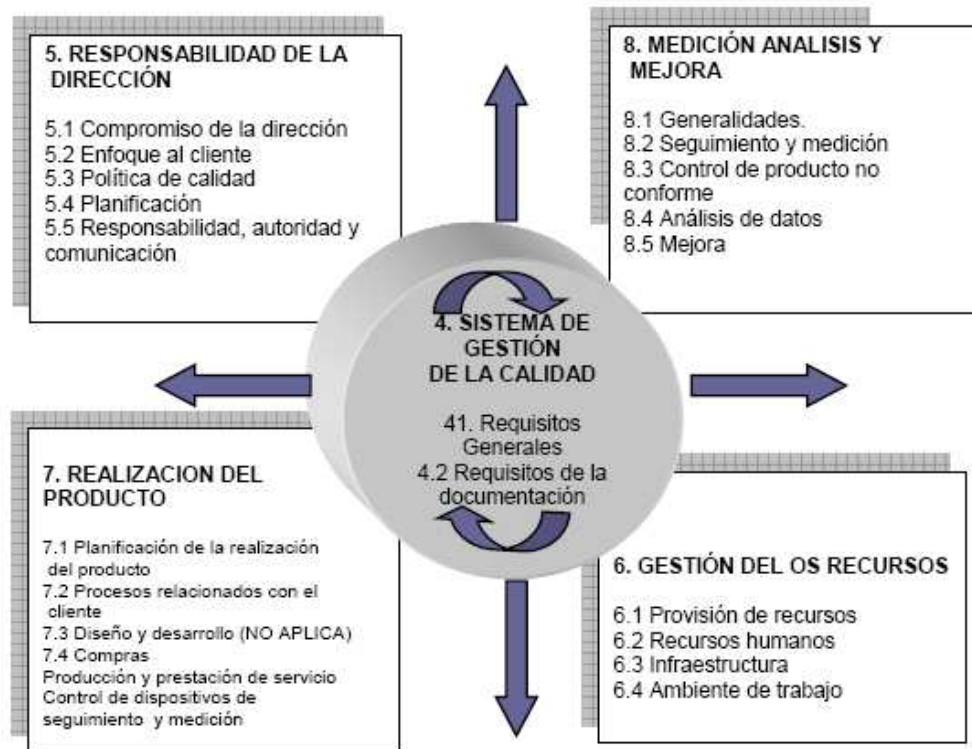 5. RESPONSABILIDAD DE LA
DIRECCIÓN
5.1 Compromiso de la dirección
5.2 Enfoque al cliente
5.3 Política de calidad
5.4 Planificación
5.5 Responsabilidad, autoridad y
comunicación
8. MEDICIÓN ANALISIS Y
MEJORA
8.1 Generalidades.
8.2 Seguimiento y medición
8.3 Control de producto no
conforme
8.4 Análisis de datos
8.5 Mejora
4. SISTEMA DE
GESTIÓN
DE LA CALIDAD
41. Requisitos
Generales
4.2 Requisitos de la
documentación
7. REALIZACION DEL
PRODUCTO
7.1 Planificación de la realización
del producto
7.2 Procesos relacionados con el
cliente
7.3 Diseño y desarrollo (NO APLICA)
7.4 Compras
Producción y prestación de servicio
Control de dispositivos de
seguimiento y medición
6. GESTIÓN DEL OS RECURSOS
6.1 Provisión de recursos
6.2 Recursos humanos
6.3 Infraestructura
6.4 Ambiente de trabajo